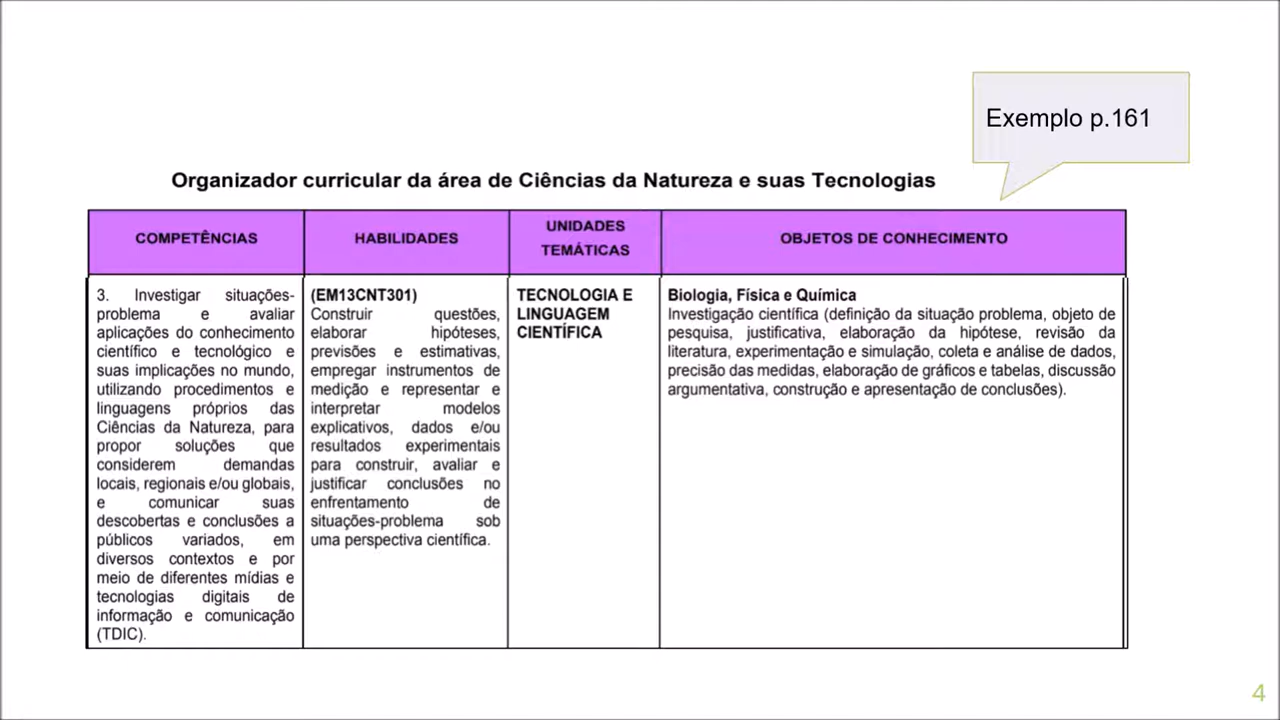 Exemplo p.161
Organizador curricular da área de Ciências da Natureza e suas Tecnologias
COMPETÊNCIAS
HABILIDADES
UNIDADES
TEMÁTICAS
OBJETOS DE CONHECIMENTO
3. Investigar situações-
problema e avaliar
aplicações do conhecimento
científico e tecnológico e
suas implicações no mundo,
utilizando procedimentos e
linguagens próprios das
Ciências da Natureza, para
propor soluções que
considerem demandas
locais, regionais e/ou globais,
e comunicar suas
descobertas e conclusões a
públicos variados, em
diversos contextos e por
meio de diferentes mídias e
tecnologias digitais de
informação e comunicação
(TDIC).
(EM13CNT301)
Construir questões,
elaborar hipóteses,
previsões e estimativas,
empregar instrumentos de
medição e representar e
interpretar modelos
explicativos, dados e/ou
resultados experimentais
para construir, avaliar e
justificar conclusões no
enfrentamento de
situações-problema sob
uma perspectiva científica.
TECNOLOGIA E
LINGUAGEM
CIENTÍFICA
Biologia, Física e Química
Investigação científica (definição da situação problema, objeto de
pesquisa, justificativa, elaboração da hipótese, revisão da
literatura, experimentação e simulação, coleta e análise de dados,
precisão das medidas, elaboração de gráficos e tabelas, discussão
argumentativa, construção e apresentação de conclusões).
4